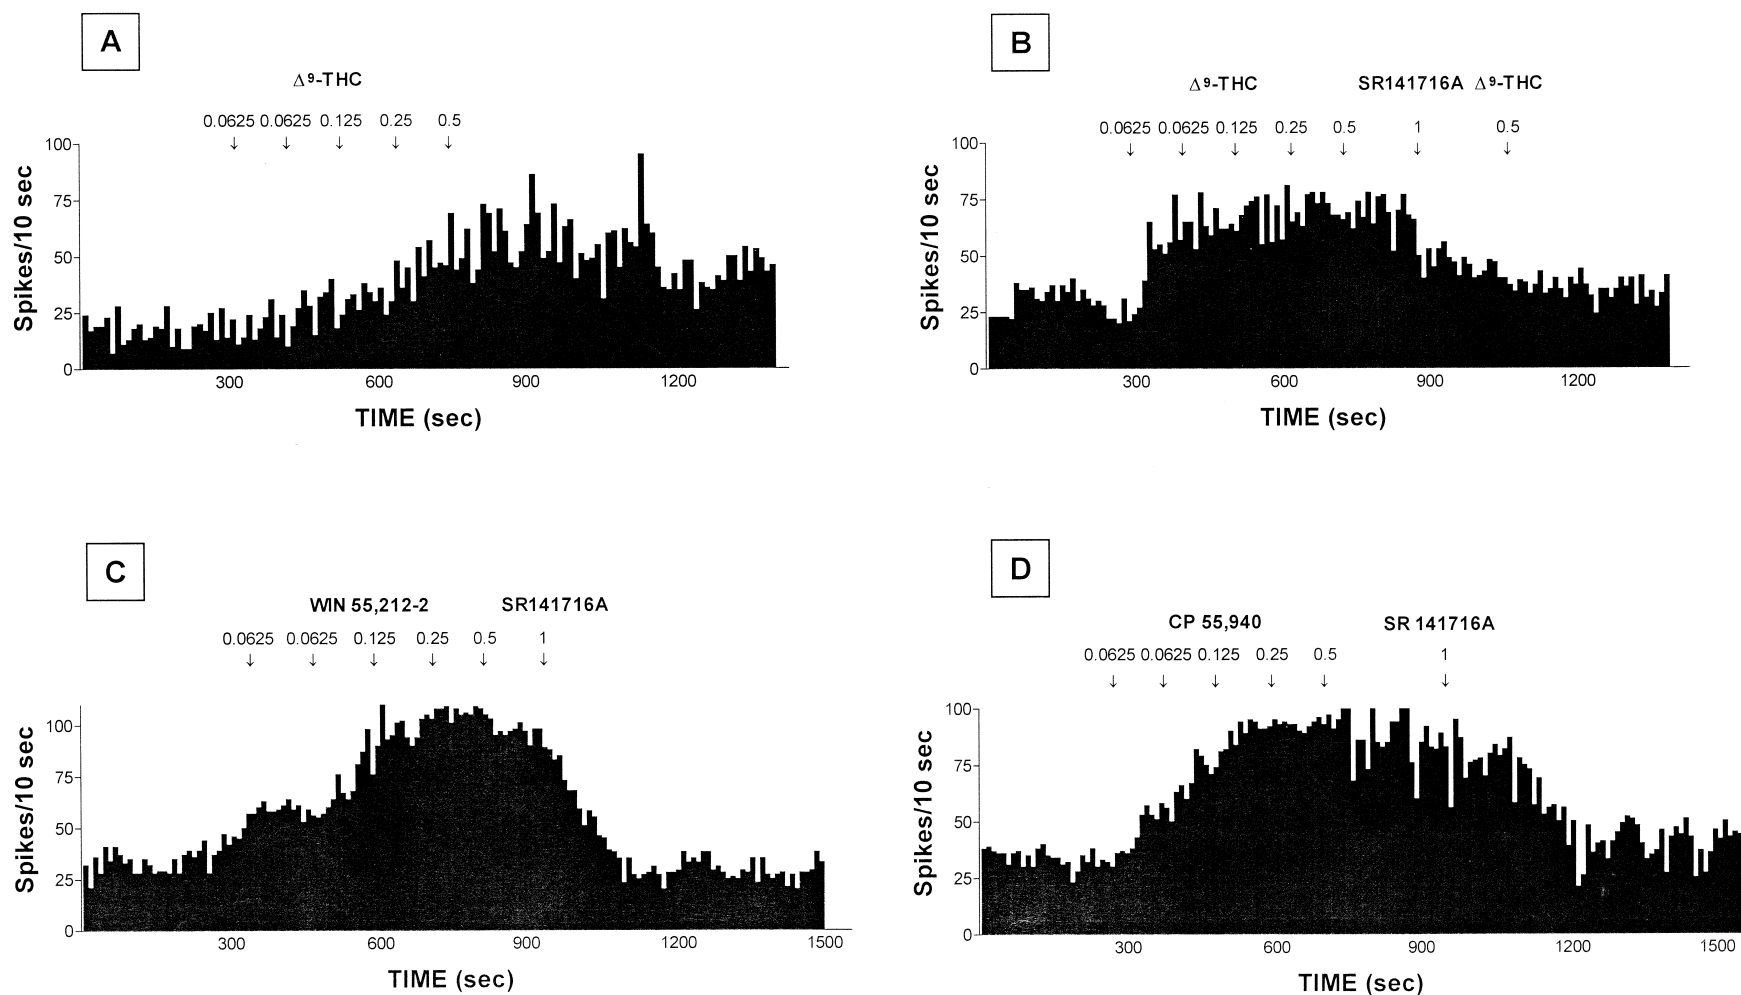 A
Δ⁹-THC
0.0625 0.0625 0.125 0.25 0.5
↓ ↓ ↓ ↓ ↓
Spikes/10 sec
100
75
50
25
0
300 600 900 1200
TIME (sec)
B
Δ⁹-THC SR141716A Δ⁹-THC
0.0625 0.0625 0.125 0.25 0.5 1 0.5
↓ ↓ ↓ ↓ ↓ ↓ ↓
Spikes/10 sec
100
75
50
25
0
300 600 900 1200
TIME (sec)
C
WIN 55,212-2 SR141716A
0.0625 0.0625 0.125 0.25 0.5 1
↓ ↓ ↓ ↓ ↓ ↓
Spikes/10 sec
100
75
50
25
0
300 600 900 1200 1500
TIME (sec)
D
CP 55,940 SR 141716A
0.0625 0.0625 0.125 0.25 0.5 1
↓ ↓ ↓ ↓ ↓ ↓
Spikes/10 sec
100
75
50
25
0
300 600 900 1200 1500
TIME (sec)